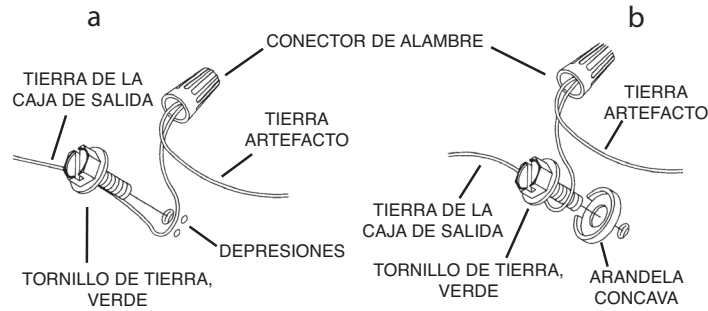 a
b
CONECTOR DE ALAMBRE
TIERRA DE LA
CAJA DE SALIDA
TIERRA
ARTEFACTO
TIERRA
ARTEFACTO
TIERRA DE LA
CAJA DE SALIDA
DEPRESIONES
TORNILLO DE TIERRA,
VERDE
TORNILLO DE TIERRA,
VERDE
ARANDELA
CONCAVA